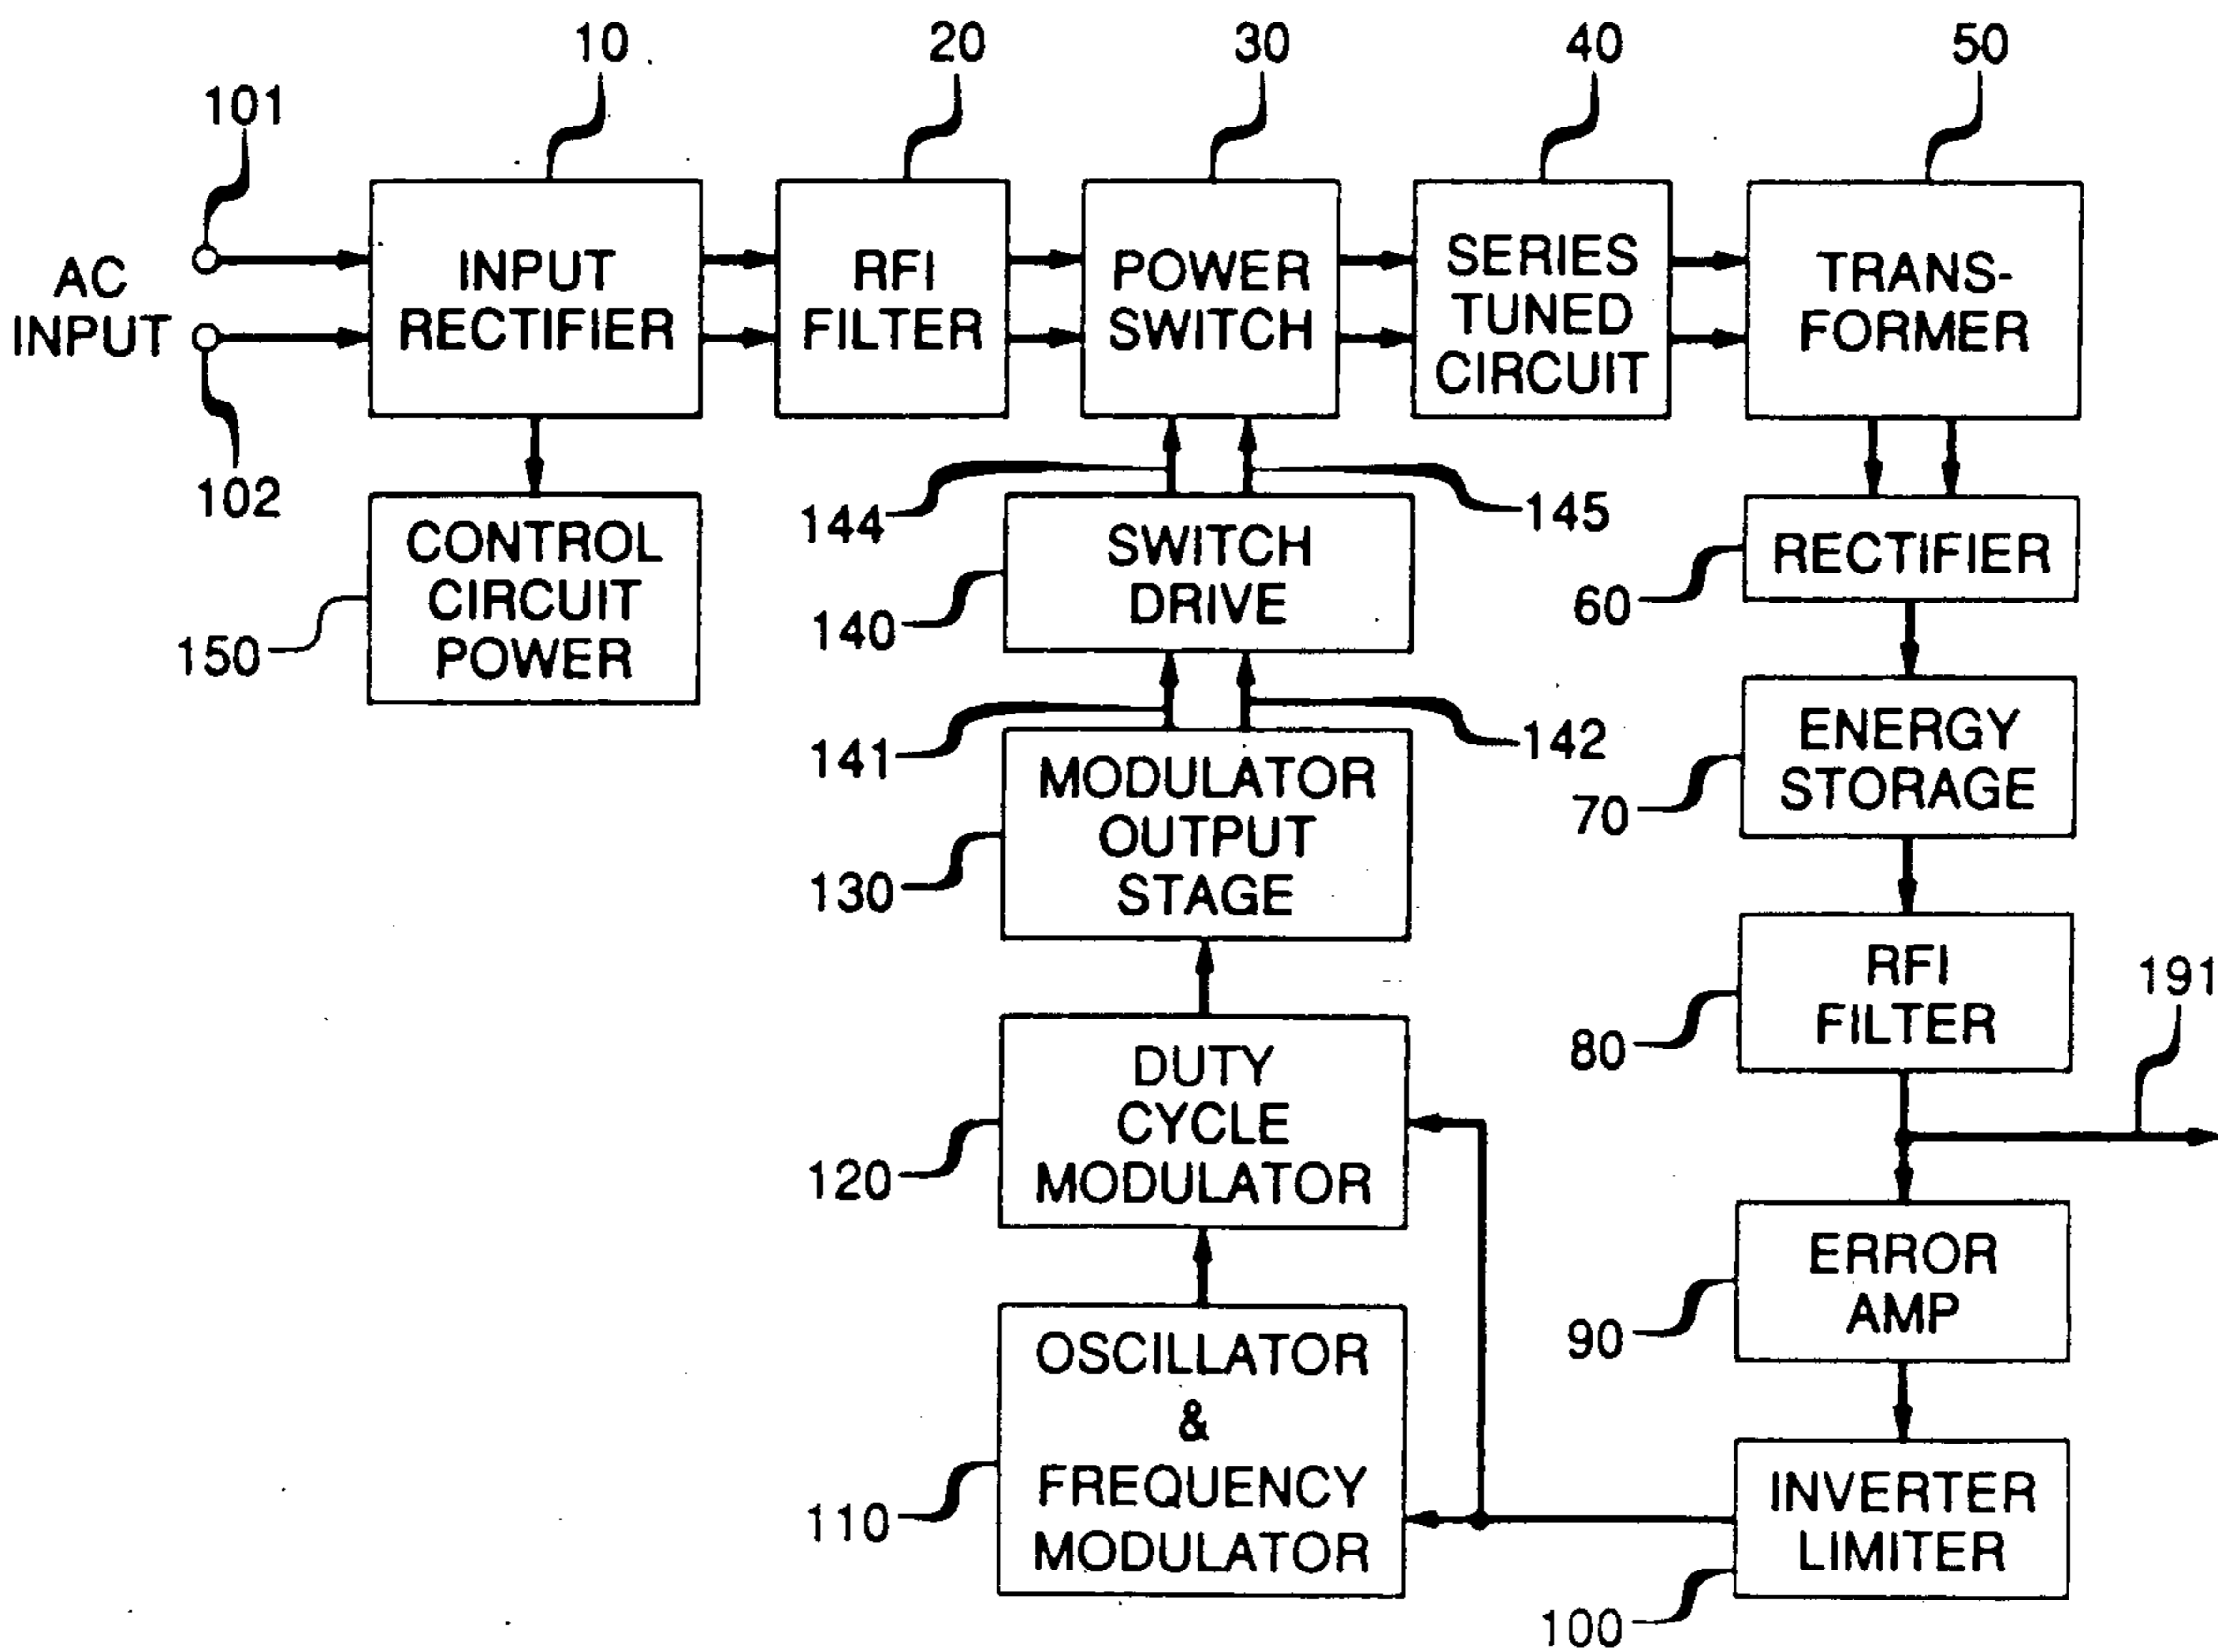 10
20
30
40
50
101
AC
INPUT
102
INPUT
RECTIFIER
RFI
FILTER
POWER
SWITCH
SERIES
TUNED
CIRCUIT
TRANS-
FORMER
CONTROL
CIRCUIT
POWER
150
144
145
SWITCH
DRIVE
140
RECTIFIER
60
141
142
MODULATOR
OUTPUT
STAGE
130
ENERGY
STORAGE
70
RFI
FILTER
80
191
DUTY
CYCLE
MODULATOR
120
ERROR
AMP
90
OSCILLATOR
&
FREQUENCY
MODULATOR
110
INVERTER
LIMITER
100